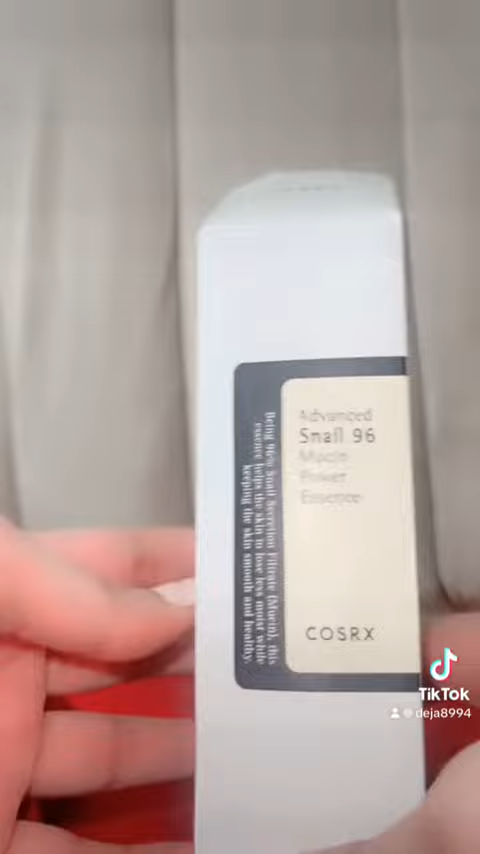 Advanced
Snail 96
Mucin
Power
Essence
COSRX
Being 96% Snail Secretion Filtrate (Mucin), this
essence helps the skin to lose less moist while
keeping the skin smooth and healthy.
TikTok
deja8994